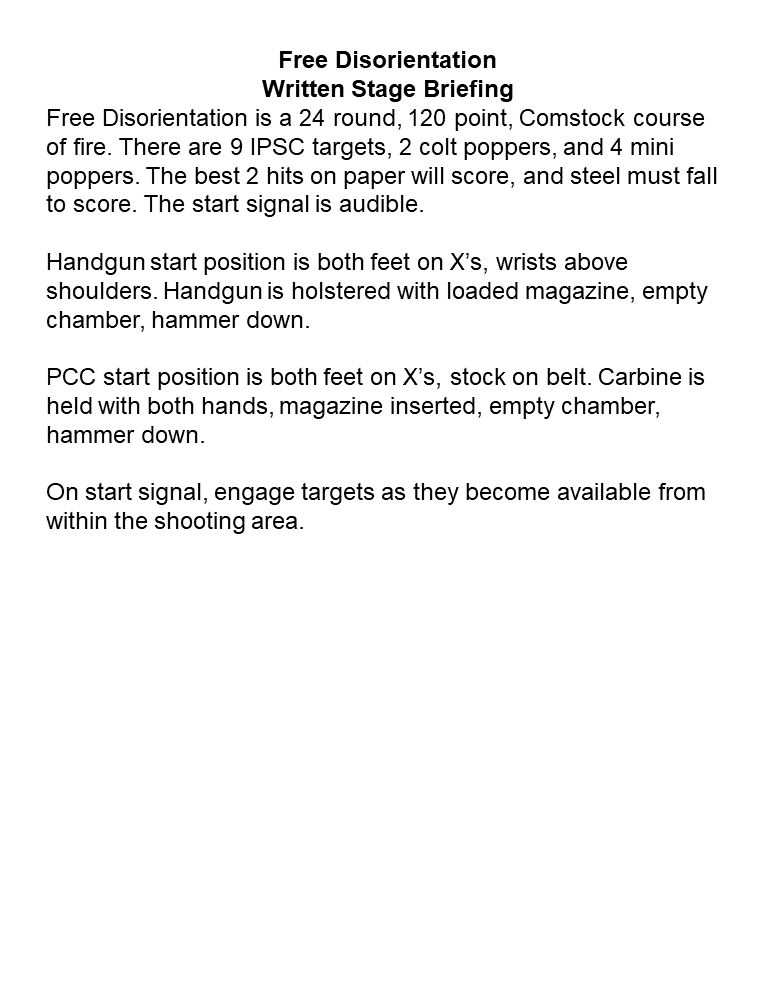 Free Disorientation
Written Stage Briefing
Free Disorientation is a 24 round, 120 point, Comstock course
of fire. There are 9 IPSC targets, 2 colt poppers, and 4 mini
poppers. The best 2 hits on paper will score, and steel must fall
to score. The start signal is audible.
Handgun start position is both feet on X’s, wrists above
shoulders. Handgun is holstered with loaded magazine, empty
chamber, hammer down.
PCC start position is both feet on X’s, stock on belt. Carbine is
held with both hands, magazine inserted, empty chamber,
hammer down.
On start signal, engage targets as they become available from
within the shooting area.